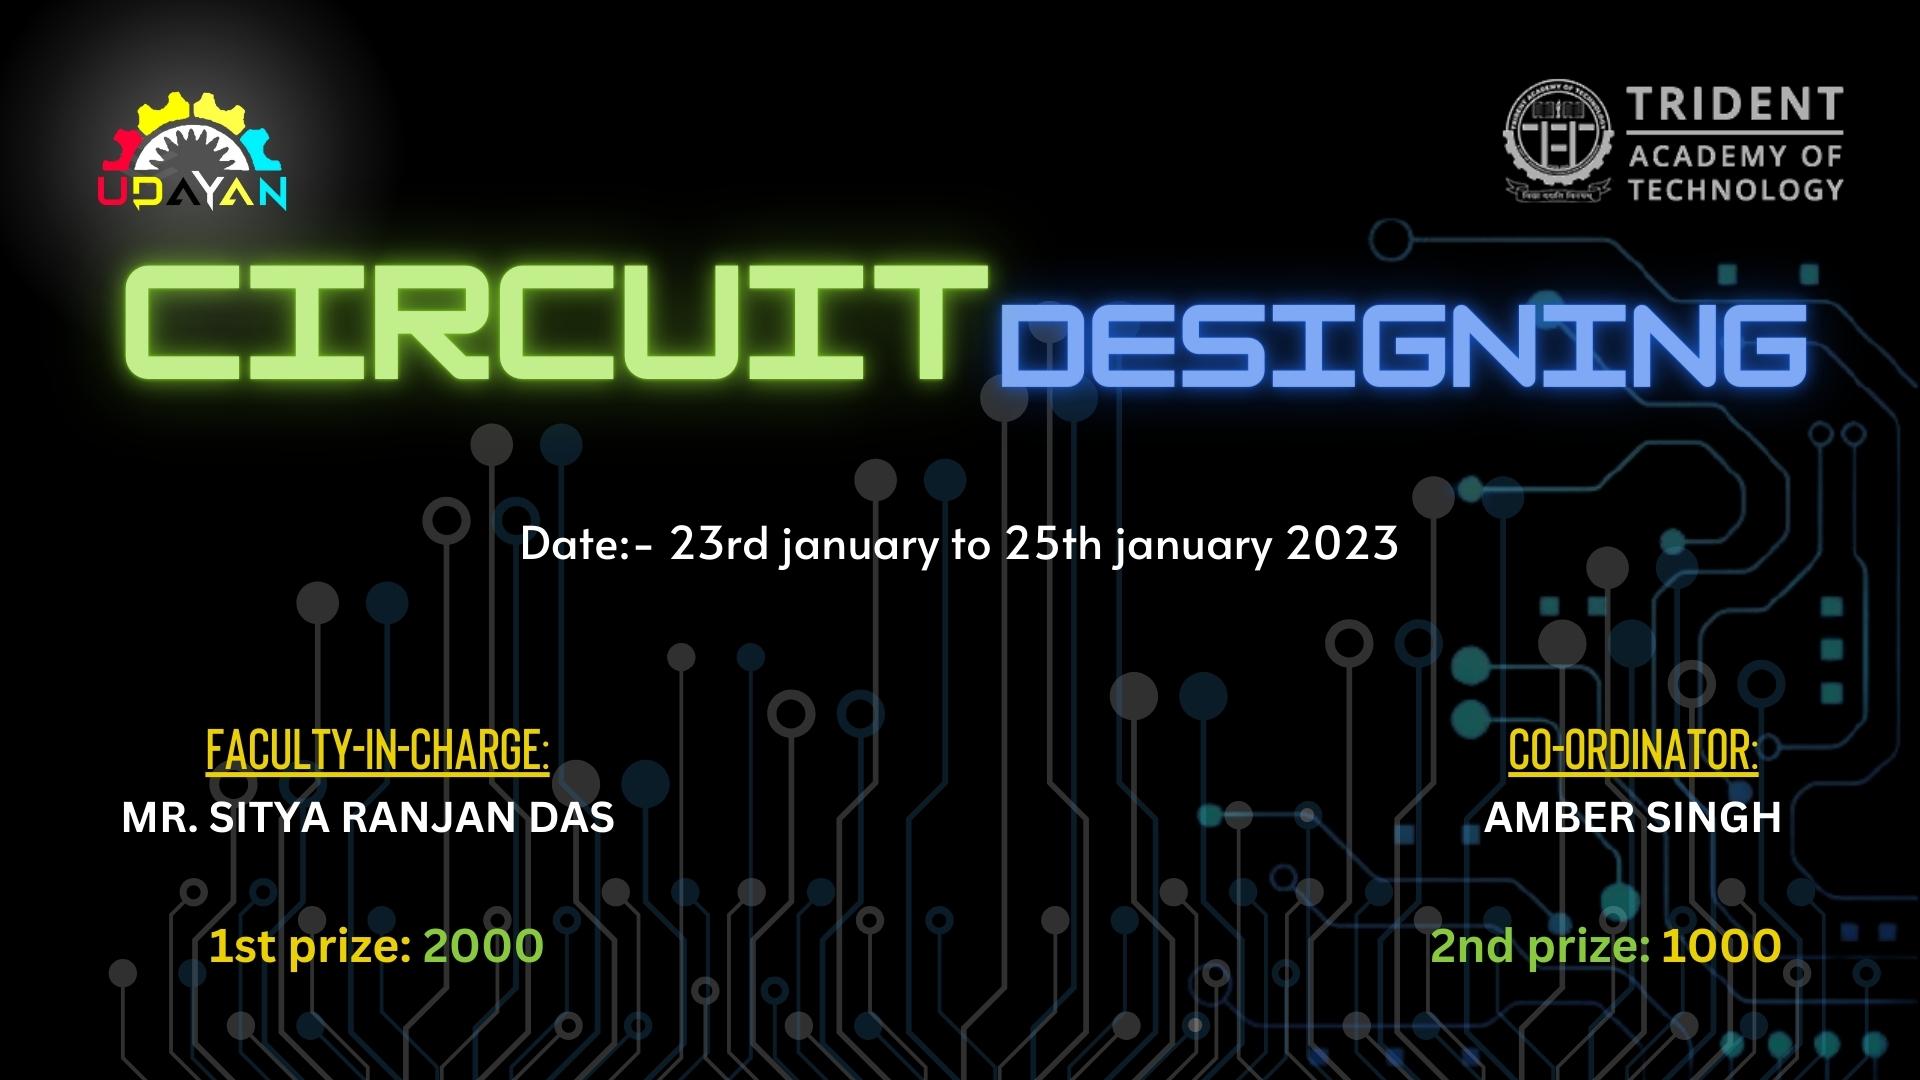 UDAYAN
TRIDENT
ACADEMY OF
TECHNOLOGY
CIRCUIT DESIGNING
Date:- 23rd january to 25th january 2023
FACULTY-IN-CHARGE:
MR. SITYA RANJAN DAS
CO-ORDINATOR:
AMBER SINGH
1st prize: 2000
2nd prize: 1000